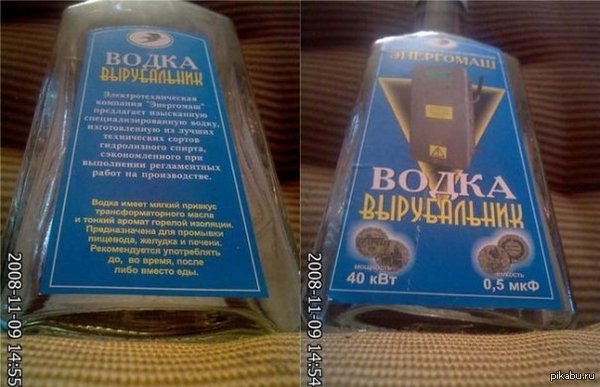 ВОДКА
ВЫРУБАЛЬНИК
Электротехническая
компания "Энергомаш"
предлагает изысканную
специализированную водку,
изготовленную из лучших
технических сортов
гидролизного спирта,
сэкономленного при
выполнении регламентных
работ на производстве.
Водка имеет мягкий привкус
трансформаторного масла
и тонкий аромат горелой изоляции.
Предназначена для промывки
пищевода, желудка и печени.
Рекомендуется употреблять
до, во время, после
либо вместо еды.
2008-11-09 14:55
ЭНЕРГОМАШ
ВОДКА
ВЫРУБАЛЬНИК
мощность
40 кВт
емкость
0,5 мкФ
2008-11-09 14:54
pikabu.ru